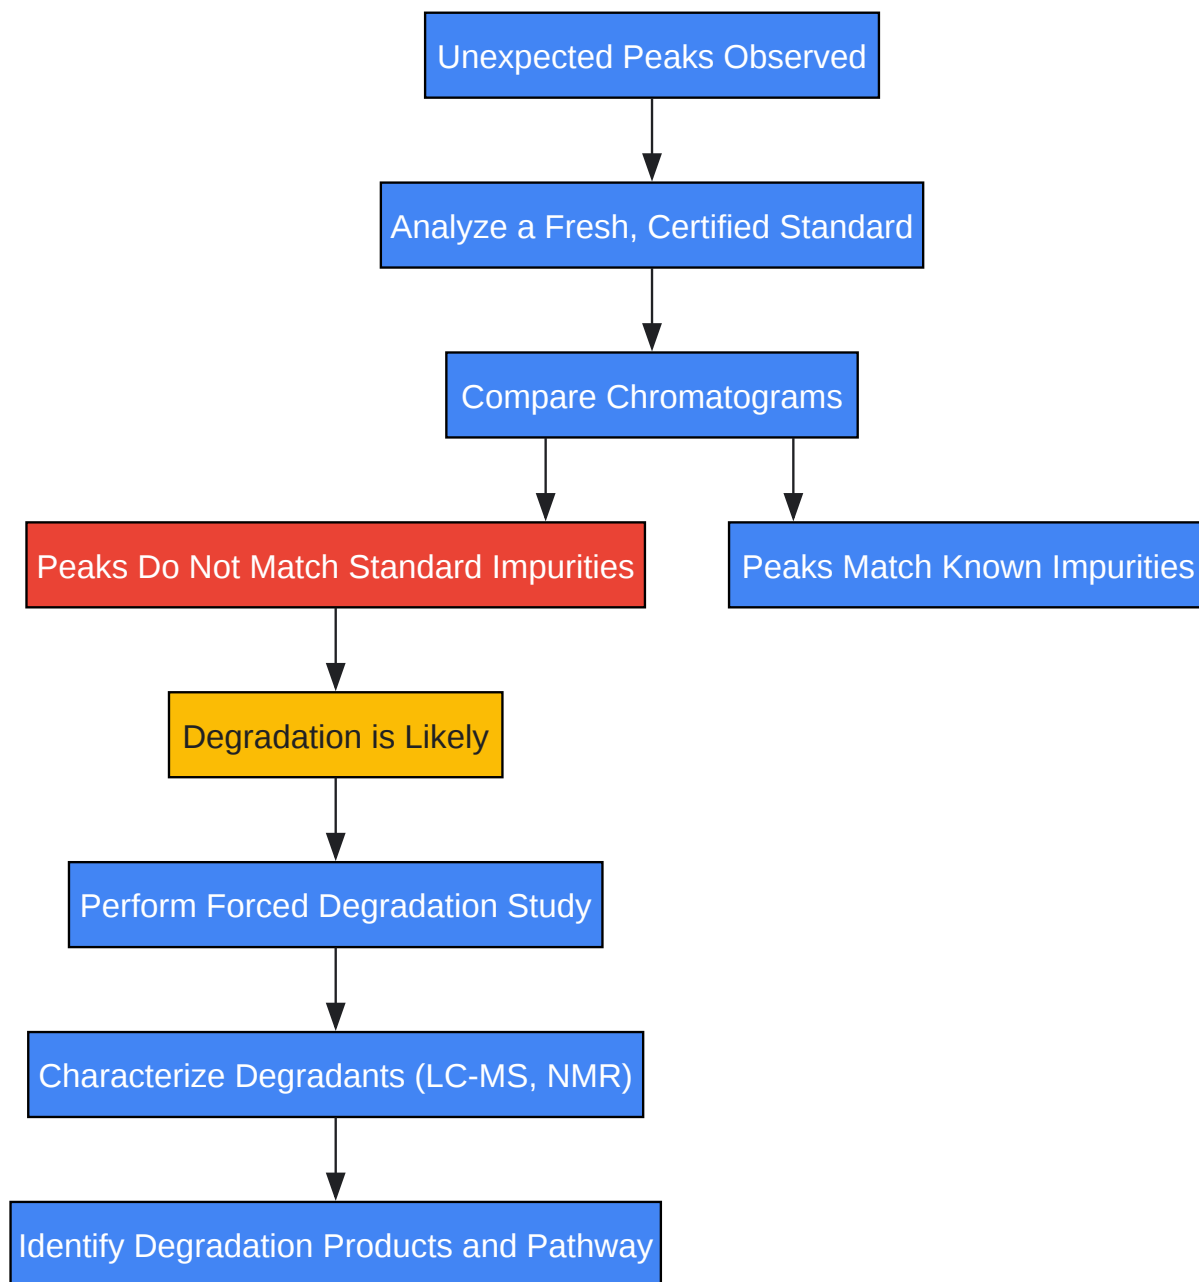 Unexpected Peaks Observed
Analyze a Fresh, Certified Standard
Compare Chromatograms
Peaks Do Not Match Standard Impurities
Peaks Match Known Impurities
Degradation is Likely
Perform Forced Degradation Study
Characterize Degradants (LC-MS, NMR)
Identify Degradation Products and Pathway